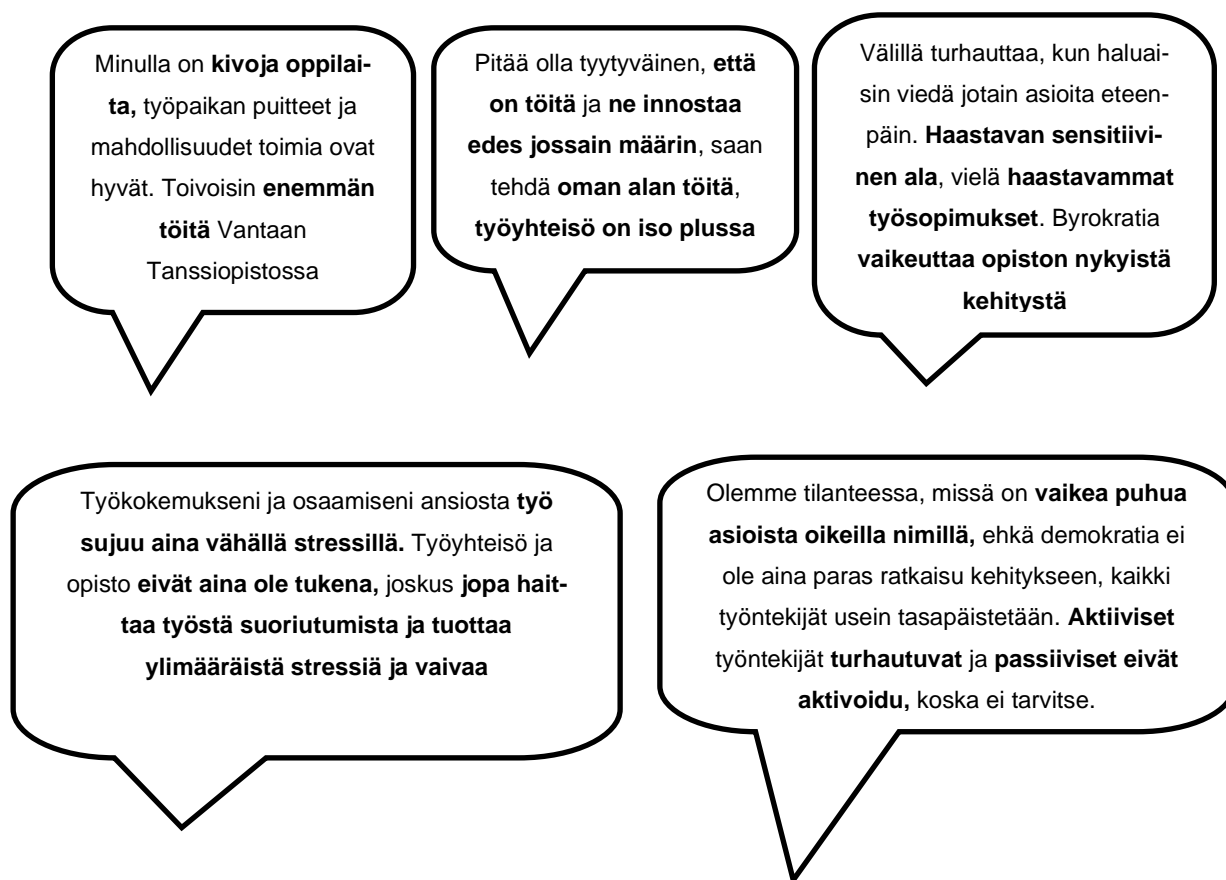 Minulla on kivoja oppilai-
ta, työpaikan puitteet ja
mahdollisuudet toimia ovat
hyvät. Toivoisin enemmän
töitä Vantaan
Tanssiopistossa
Pitää olla tyytyväinen, että
on töitä ja ne innostaa
edes jossain määrin, saan
tehdä oman alan töitä,
työyhteisö on iso plussa
Välillä turhauttaa, kun haluai-
sin viedä jotain asioita eteen-
päin. Haastavan sensitiivi-
nen ala, vielä haastavammat
työsopimukset. Byrokratia
vaikeuttaa opiston nykyistä
kehitystä
Työkokemukseni ja osaamiseni ansiosta työ
sujuu aina vähällä stressillä. Työyhteisö ja
opisto eivät aina ole tukena, joskus jopa hait-
taa työstä suoriutumista ja tuottaa
ylimääräistä stressiä ja vaivaa
Olemme tilanteessa, missä on vaikea puhua
asioista oikeilla nimillä, ehkä demokratia ei
ole aina paras ratkaisu kehitykseen, kaikki
työntekijät usein tasapäistetään. Aktiiviset
työntekijät turhautuvat ja passiiviset eivät
aktivoidu, koska ei tarvitse.